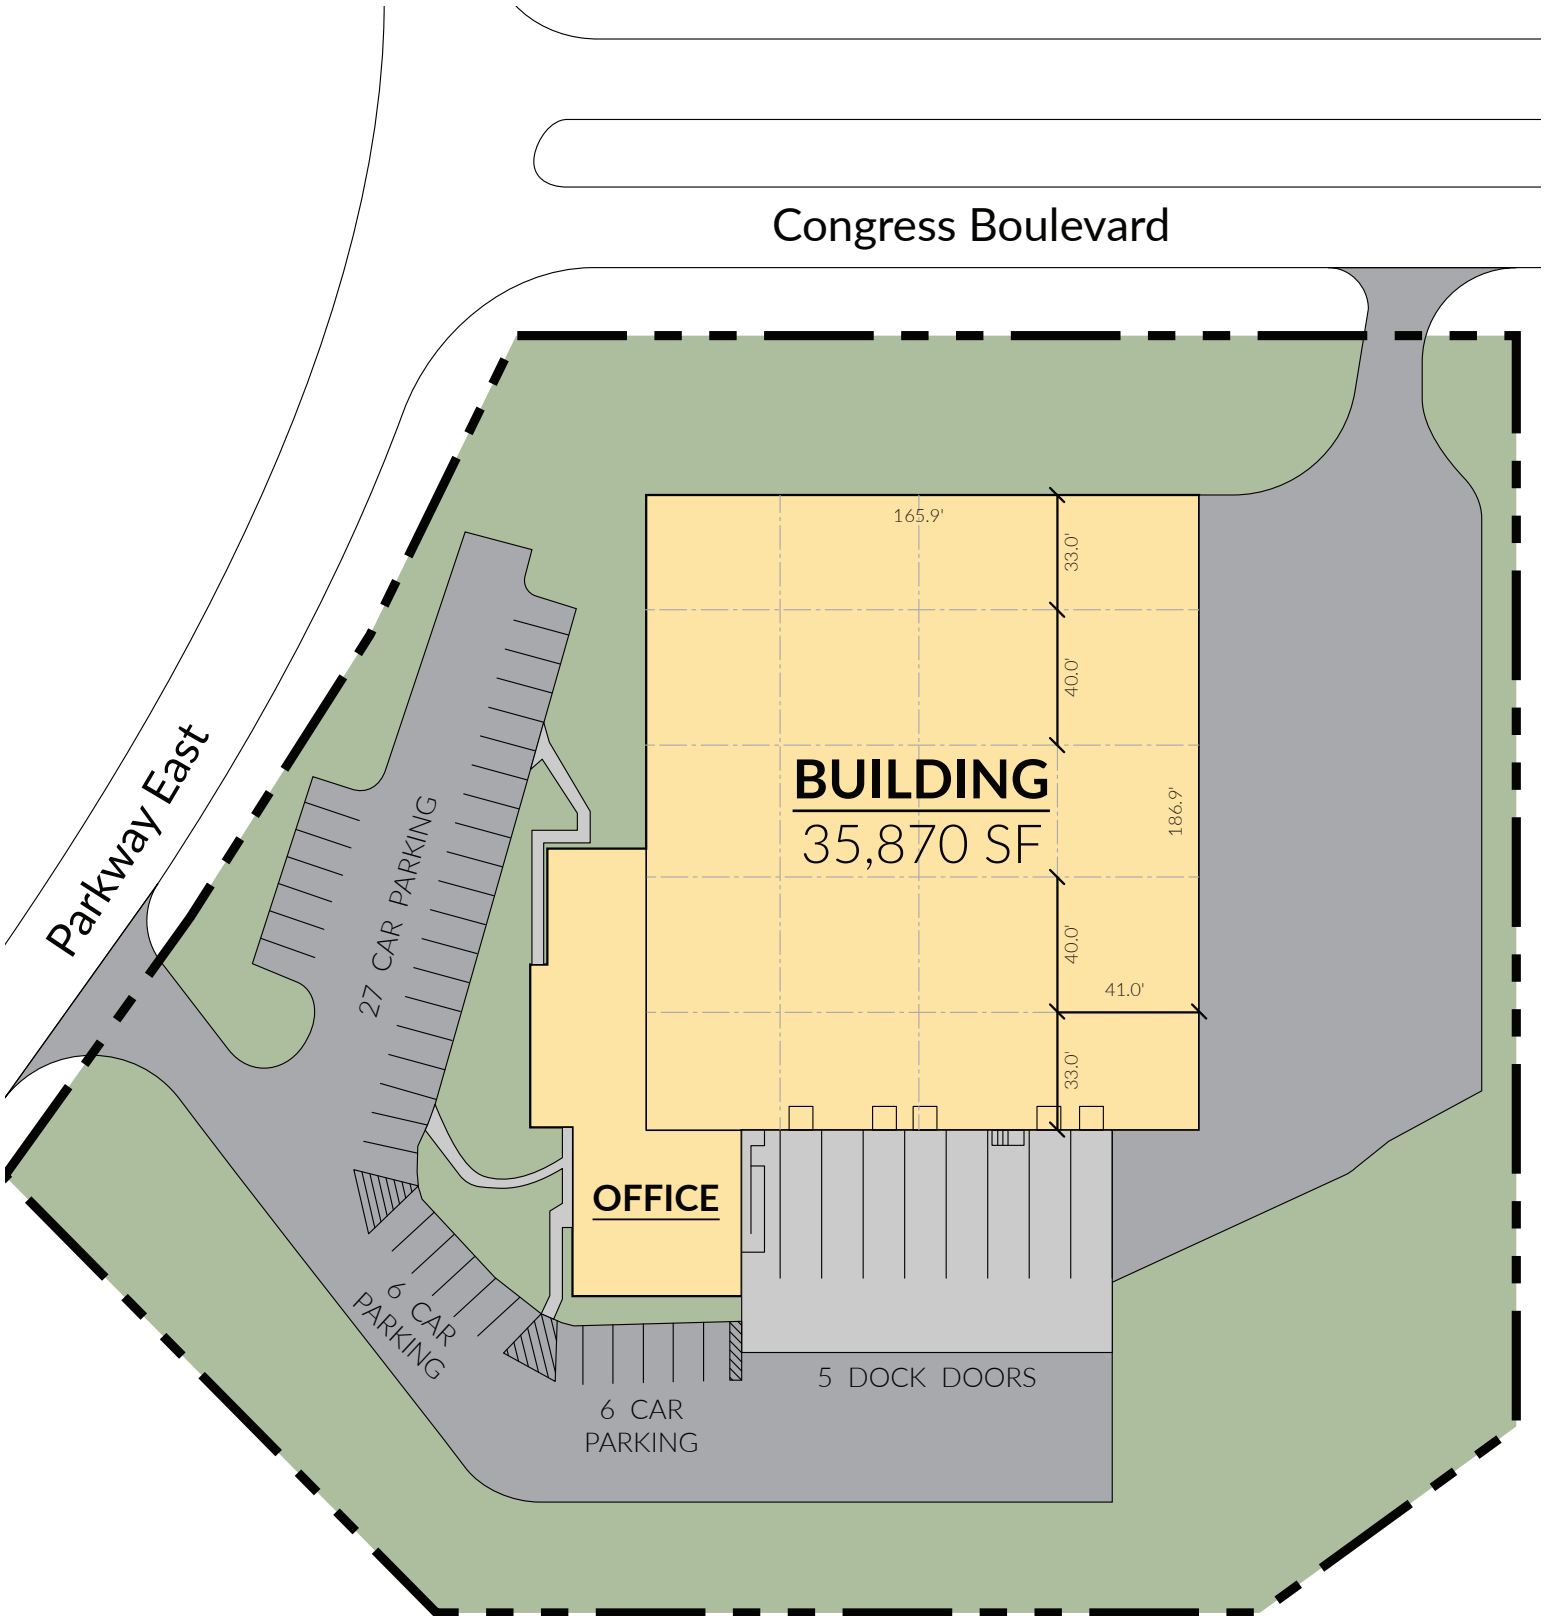 Congress Boulevard
165.9'
33.0'
40.0'
Parkway East
BUILDING
35,870 SF
186.9'
27 CAR PARKING
40.0'
41.0'
33.0'
OFFICE
6 CAR
PARKING
5 DOCK DOORS
6 CAR
PARKING